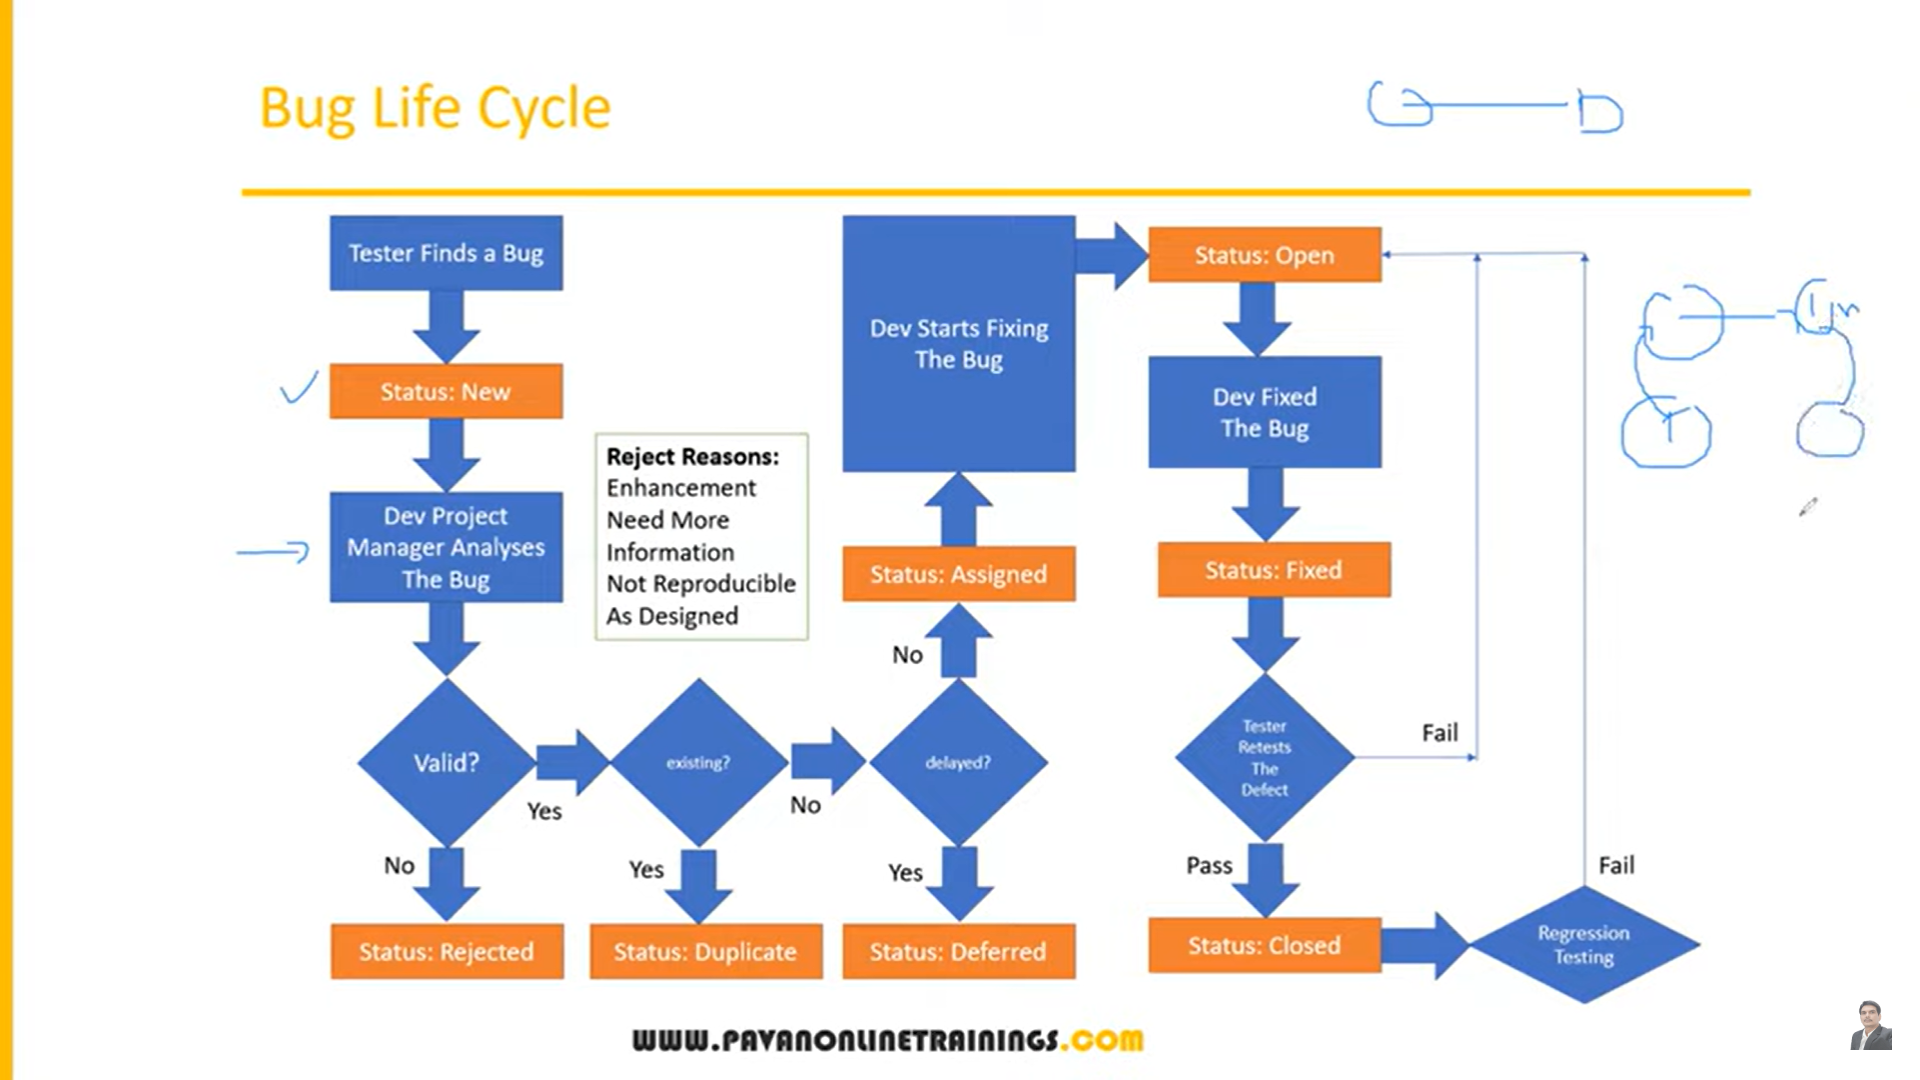 Bug Life Cycle
Tester Finds a Bug
Status: New
Dev Project
Manager Analyses
The Bug
Valid?
Yes
No
Status: Rejected
Reject Reasons:
Enhancement
Need More
Information
Not Reproducible
As Designed
existing?
No
Yes
Status: Duplicate
Dev Starts Fixing
The Bug
Status: Assigned
No
delayed?
Yes
Status: Deferred
Status: Open
Dev Fixed
The Bug
Status: Fixed
Tester
Retests
The
Defect
Fail
Pass
Status: Closed
Regression
Testing
Fail
D
T
WWW.PAVANONLINETRAININGS.COM